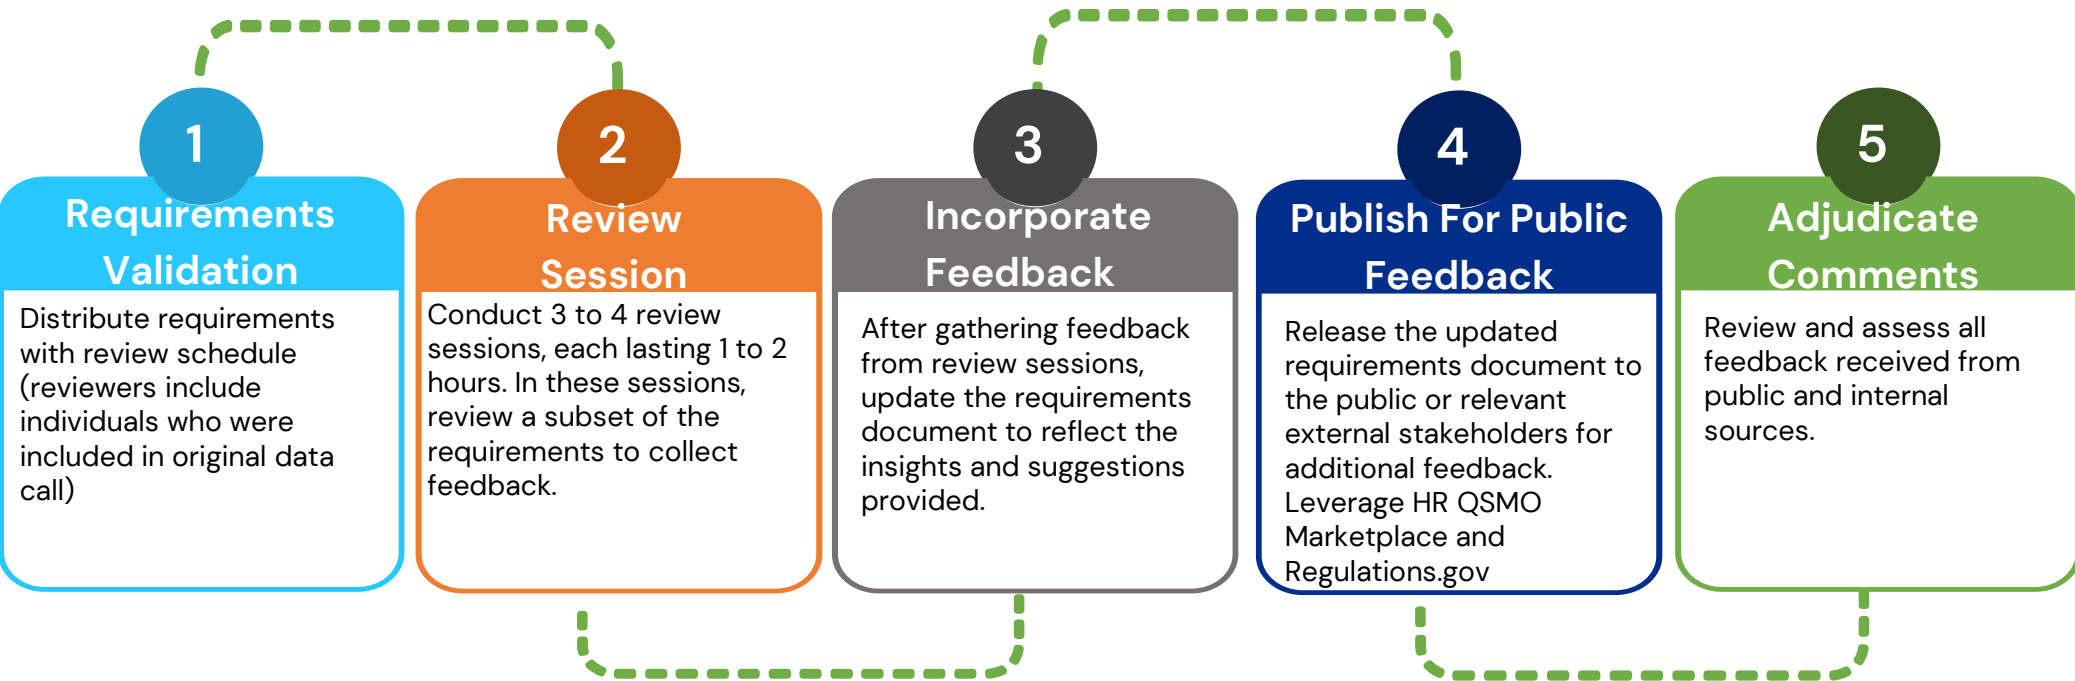 1
Requirements
Validation
Distribute requirements
with review schedule
(reviewers include
individuals who were
included in original data
call)
2
Review
Session
Conduct 3 to 4 review
sessions, each lasting 1 to 2
hours. In these sessions,
review a subset of the
requirements to collect
feedback.
3
Incorporate
Feedback
After gathering feedback
from review sessions,
update the requirements
document to reflect the
insights and suggestions
provided.
4
Publish For Public
Feedback
Release the updated
requirements document to
the public or relevant
external stakeholders for
additional feedback.
Leverage HR QSMO
Marketplace and
Regulations.gov
5
Adjudicate
Comments
Review and assess all
feedback received from
public and internal
sources.